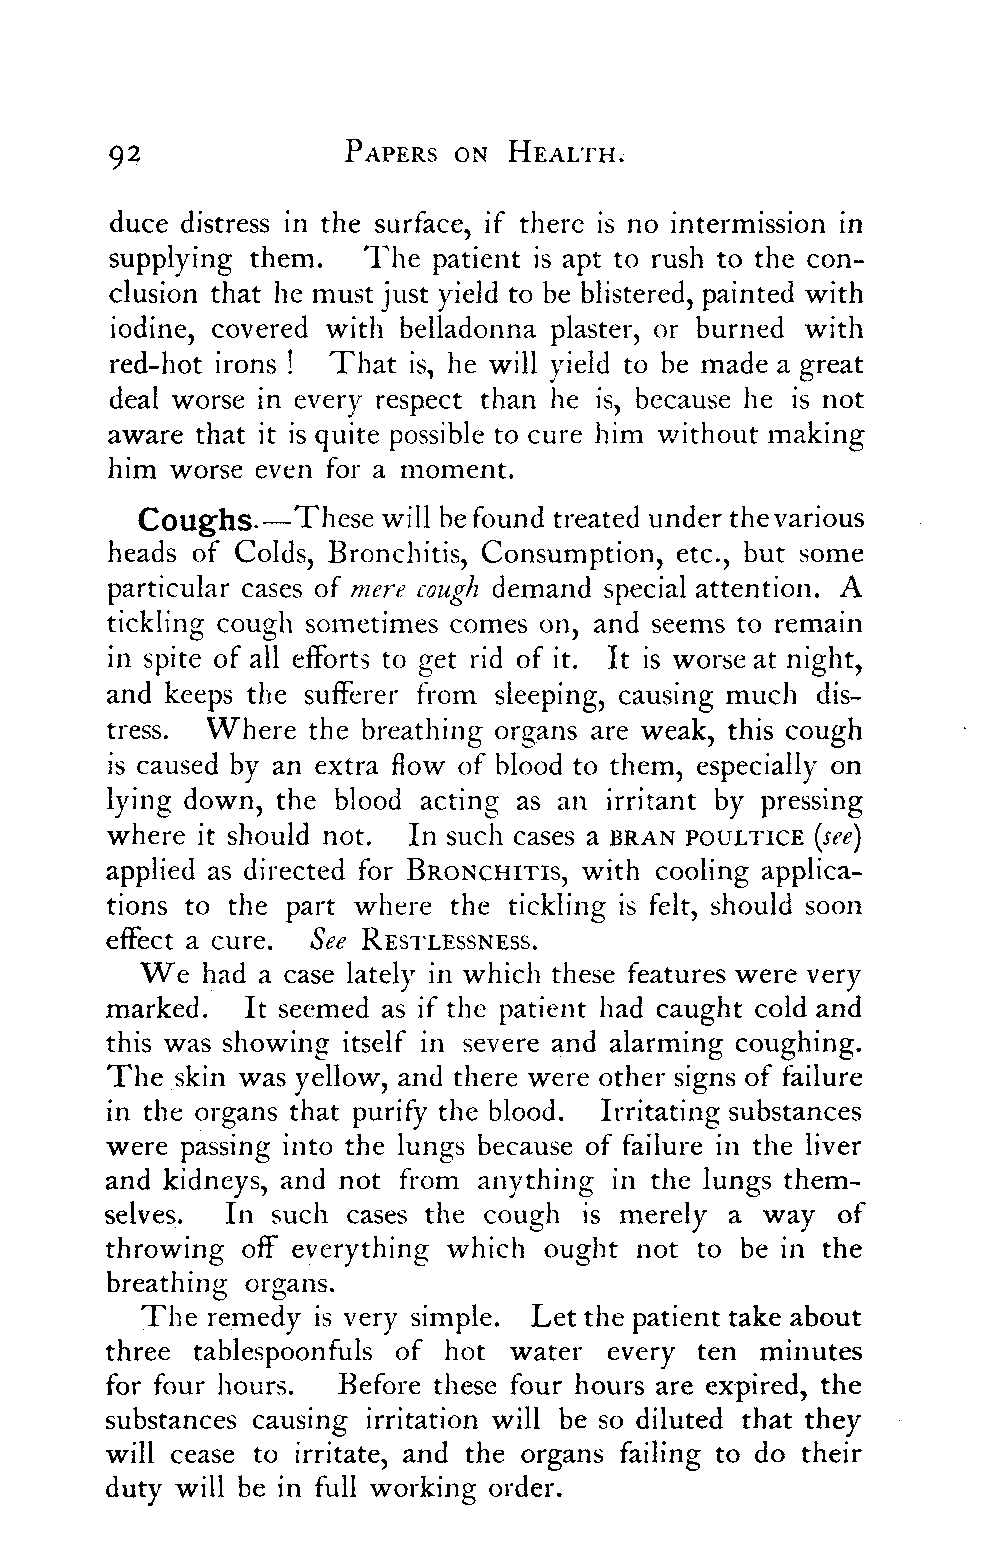 92 PAPERS ON HEALTH.
duce distress in the surface, if there is no intermission in
supplying them. The patient is apt to rush to the con-
clusion that he must just yield to be blistered, painted with
iodine, covered with belladonna plaster, or burned with
red-hot irons! That is, he will yield to be made a great
deal worse in every respect than he is, because he is not
aware that it is quite possible to cure him without making
him worse even for a moment.
Coughs.—These will be found treated under the various
heads of Colds, Bronchitis, Consumption, etc., but some
particular cases of mere cough demand special attention. A
tickling cough sometimes comes on, and seems to remain
in spite of all efforts to get rid of it. It is worse at night,
and keeps the sufferer from sleeping, causing much dis-
tress. Where the breathing organs are weak, this cough
is caused by an extra flow of blood to them, especially on
lying down, the blood acting as an irritant by pressing
where it should not. In such cases a BRAN POULTICE (see)
applied as directed for BRONCHITIS, with cooling applica-
tions to the part where the tickling is felt, should soon
effect a cure. See RESTLESSNESS.
We had a case lately in which these features were very
marked. It seemed as if the patient had caught cold and
this was showing itself in severe and alarming coughing.
The skin was yellow, and there were other signs of failure
in the organs that purify the blood. Irritating substances
were passing into the lungs because of failure in the liver
and kidneys, and not from anything in the lungs them-
selves. In such cases the cough is merely a way of
throwing off everything which ought not to be in the
breathing organs.
The remedy is very simple. Let the patient take about
three tablespoonfuls of hot water every ten minutes
for four hours. Before these four hours are expired, the
substances causing irritation will be so diluted that they
will cease to irritate, and the organs failing to do their
duty will be in full working order.